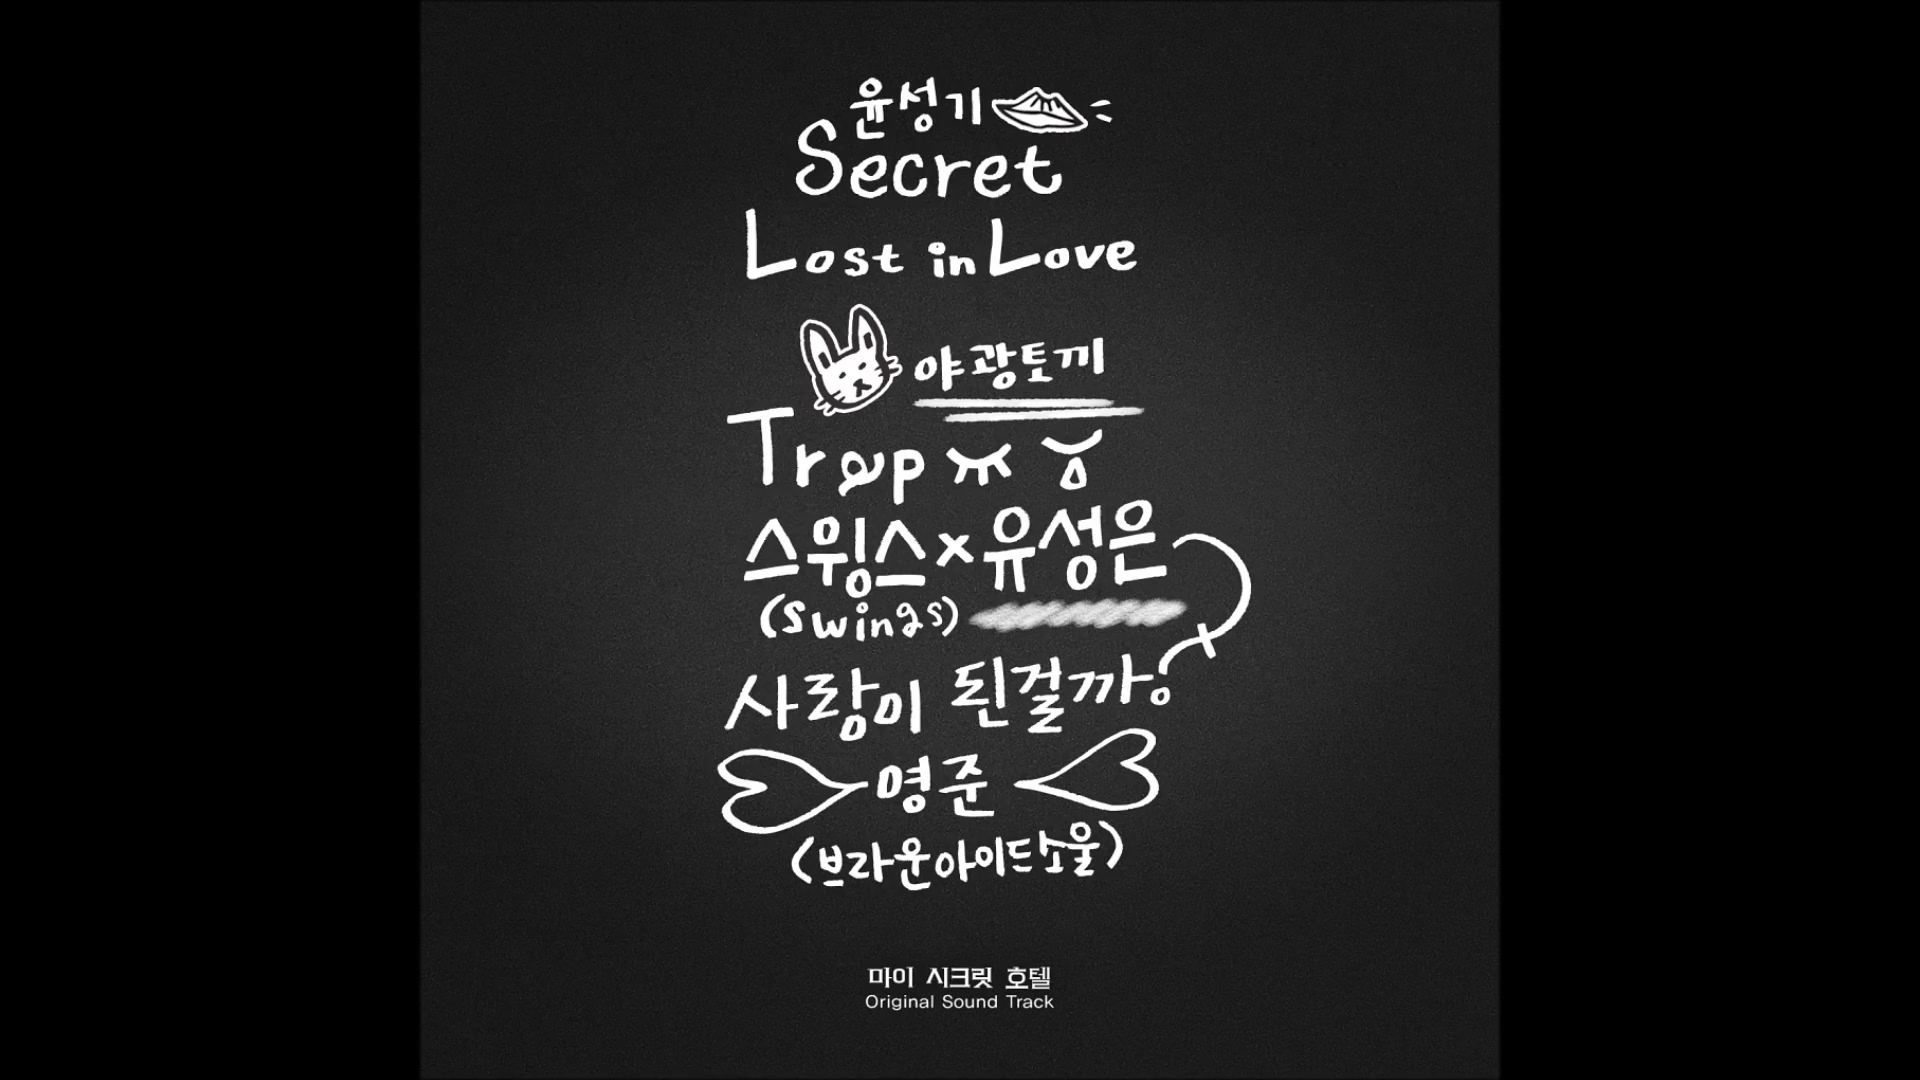 윤성기
Secret
Lost in Love
야광토끼
Trap
스윙스×유성은
(Swings)
사랑이 된걸까
영준
(브라운아이드소울)
마이 시크릿 호텔
Original Sound Track